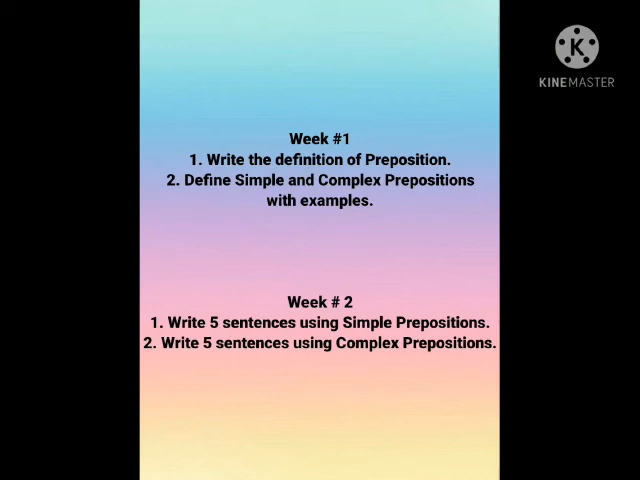 K
KINEMASTER
Week #1
1. Write the definition of Preposition.
2. Define Simple and Complex Prepositions
with examples.
Week # 2
1. Write 5 sentences using Simple Prepositions.
2. Write 5 sentences using Complex Prepositions.